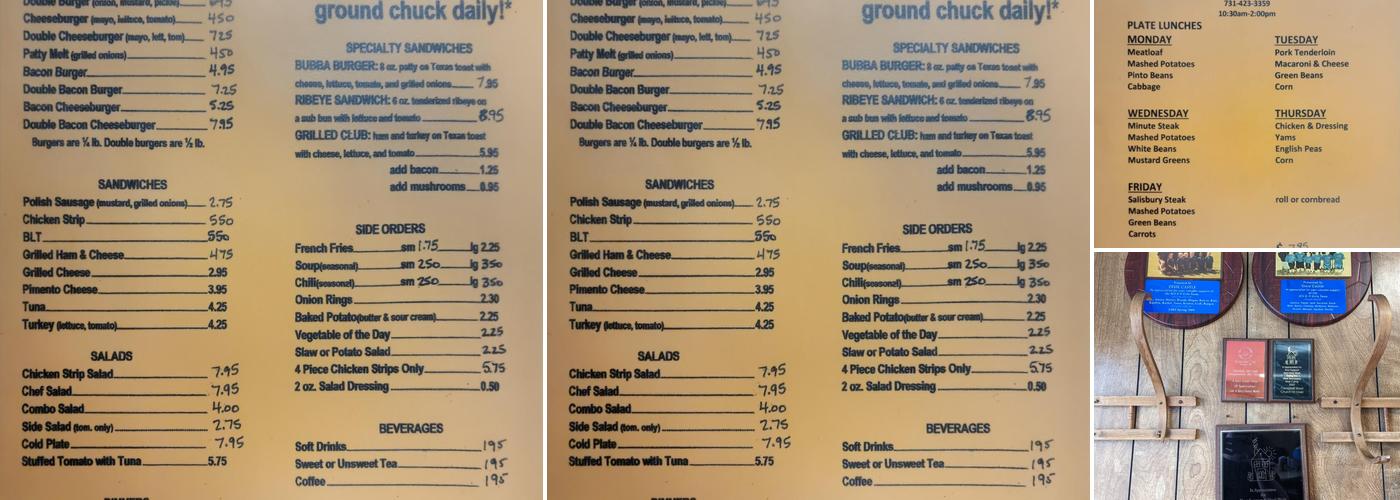 Double Burger (onion, mustard, pickle)
Cheeseburger (mayo, lettuce, tomato) 450
Double Cheeseburger (mayo, lett, tom) 725
Patty Melt (grilled onions) 450
Bacon Burger 4.95
Double Bacon Burger 7.25
Bacon Cheeseburger 5.25
Double Bacon Cheeseburger 7.95
Burgers are ¼ lb. Double burgers are ½ lb.
SANDWICHES
Polish Sausage (mustard, grilled onions) 2.75
Chicken Strip 550
BLT 550
Grilled Ham & Cheese 475
Grilled Cheese 2.95
Pimento Cheese 3.95
Tuna 4.25
Turkey (lettuce, tomato) 4.25
SALADS
Chicken Strip Salad 7.95
Chef Salad 7.95
Combo Salad 4.00
Side Salad (tom. only) 2.75
Cold Plate 7.95
Stuffed Tomato with Tuna 5.75
ground chuck daily!*
SPECIALTY SANDWICHES
BUBBA BURGER: 8 oz. patty on Texas toast with
cheese, lettuce, tomato, and grilled onions 7.95
RIBEYE SANDWICH: 6 oz. tenderized ribeye on
a sub bun with lettuce and tomato 8.95
GRILLED CLUB: ham and turkey on Texas toast
with cheese, lettuce, and tomato 5.95
add bacon 1.25
add mushrooms 0.95
SIDE ORDERS
French Fries sm 1.75 lg 2.25
Soup(seasonal) sm 250 lg 350
Chili(seasonal) sm 250 lg 350
Onion Rings 2.30
Baked Potato(butter & sour cream) 2.25
Vegetable of the Day 2.25
Slaw or Potato Salad 225
4 Piece Chicken Strips Only 5.75
2 oz. Salad Dressing 0.50
BEVERAGES
Soft Drinks 195
Sweet or Unsweet Tea 195
Coffee 195
Double Burger (onion, mustard, pickle)
Cheeseburger (mayo, lettuce, tomato) 450
Double Cheeseburger (mayo, lett, tom) 725
Patty Melt (grilled onions) 450
Bacon Burger 4.95
Double Bacon Burger 7.25
Bacon Cheeseburger 5.25
Double Bacon Cheeseburger 7.95
Burgers are ¼ lb. Double burgers are ½ lb.
SANDWICHES
Polish Sausage (mustard, grilled onions) 2.75
Chicken Strip 550
BLT 550
Grilled Ham & Cheese 475
Grilled Cheese 2.95
Pimento Cheese 3.95
Tuna 4.25
Turkey (lettuce, tomato) 4.25
SALADS
Chicken Strip Salad 7.95
Chef Salad 7.95
Combo Salad 4.00
Side Salad (tom. only) 2.75
Cold Plate 7.95
Stuffed Tomato with Tuna 5.75
ground chuck daily!*
SPECIALTY SANDWICHES
BUBBA BURGER: 8 oz. patty on Texas toast with
cheese, lettuce, tomato, and grilled onions 7.95
RIBEYE SANDWICH: 6 oz. tenderized ribeye on
a sub bun with lettuce and tomato 8.95
GRILLED CLUB: ham and turkey on Texas toast
with cheese, lettuce, and tomato 5.95
add bacon 1.25
add mushrooms 0.95
SIDE ORDERS
French Fries sm 1.75 lg 2.25
Soup(seasonal) sm 250 lg 350
Chili(seasonal) sm 250 lg 350
Onion Rings 2.30
Baked Potato(butter & sour cream) 2.25
Vegetable of the Day 2.25
Slaw or Potato Salad 225
4 Piece Chicken Strips Only 5.75
2 oz. Salad Dressing 0.50
BEVERAGES
Soft Drinks 195
Sweet or Unsweet Tea 195
Coffee 195
731-423-3359
10:30am-2:00pm
PLATE LUNCHES
MONDAY
Meatloaf
Mashed Potatoes
Pinto Beans
Cabbage
TUESDAY
Pork Tenderloin
Macaroni & Cheese
Green Beans
Corn
WEDNESDAY
Minute Steak
Mashed Potatoes
White Beans
Mustard Greens
THURSDAY
Chicken & Dressing
Yams
English Peas
Corn
FRIDAY
Salisbury Steak
Mashed Potatoes
Green Beans
Carrots
roll or cornbread
$ 7.95